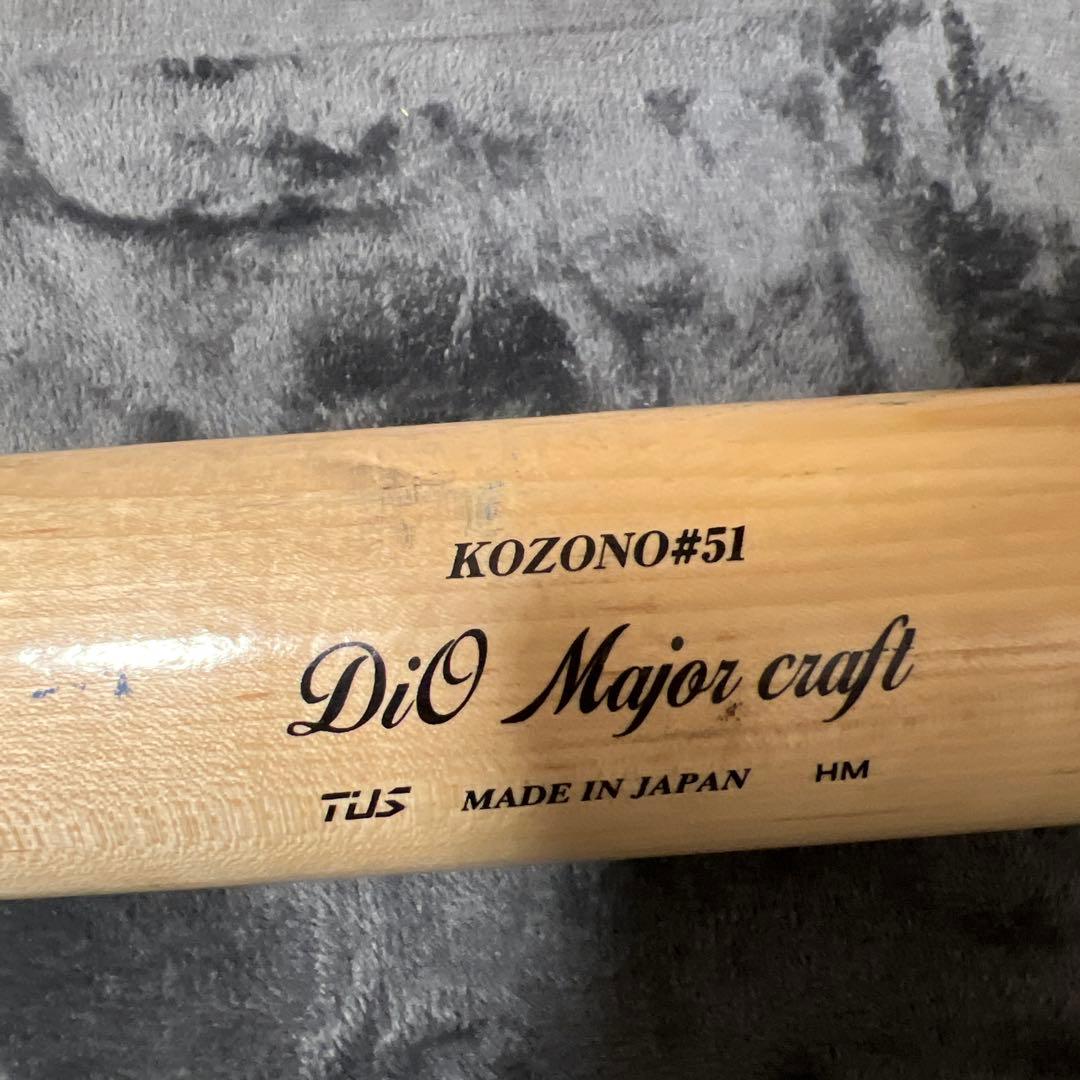 KOZONO#51
DiO Major craft
TUS MADE IN JAPAN HM